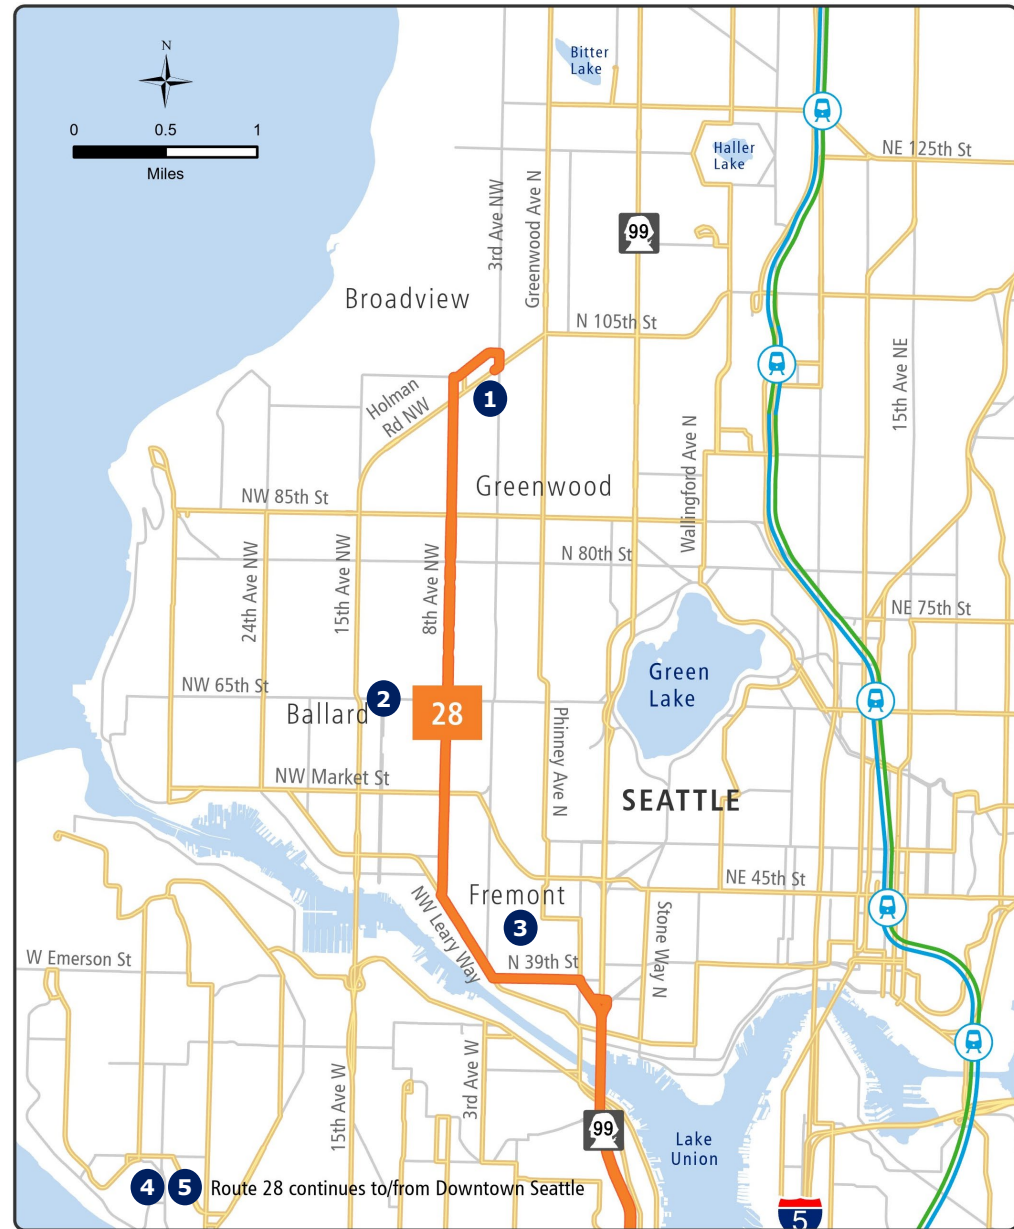 Bitter
Lake
N
0 0.5 1
Miles
Haller
Lake
NE 125th St
3rd Ave NW
Greenwood Ave N
99
Broadview
N 105th St
15th Ave NE
Holman
Rd NW
1
Wallingford Ave N
Greenwood
NW 85th St
N 80th St
24th Ave NW
15th Ave NW
8th Ave NW
NE 75th St
Green
Lake
NW 65th St
2
Ballard
28
Phinney Ave N
NW Market St
SEATTLE
NE 45th St
Fremont
3
NW Leary Way
Stone Way N
W Emerson St
N 39th St
15th Ave W
3rd Ave W
99
Lake
Union
4 5 Route 28 continues to/from Downtown Seattle
5